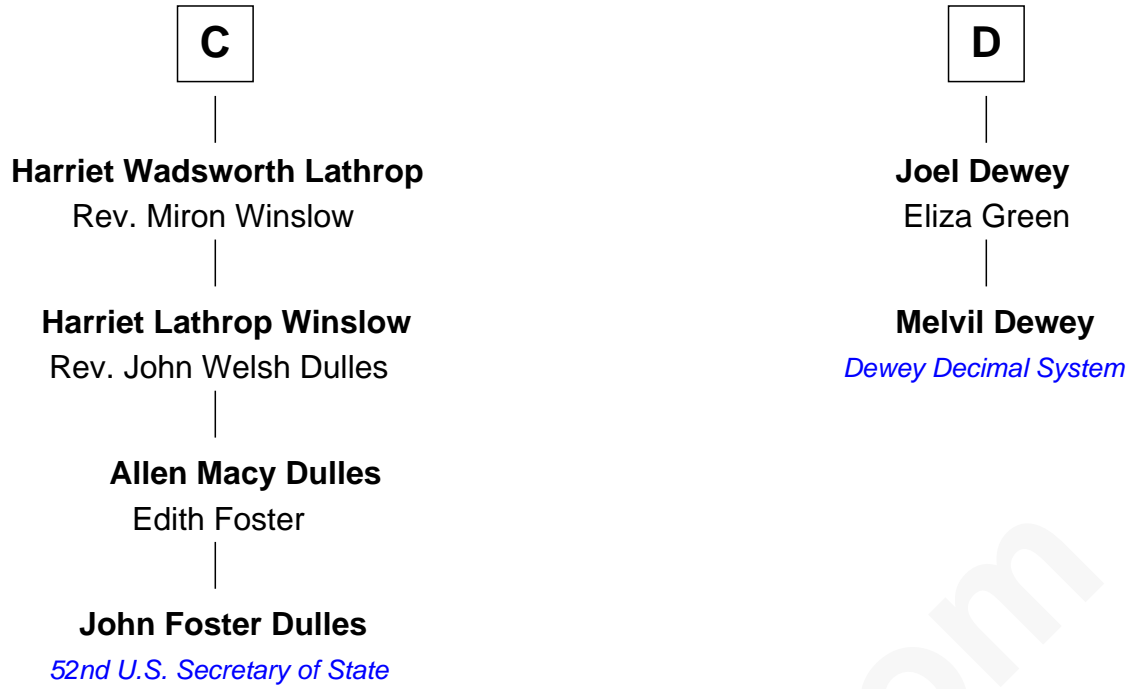 C
Harriet Wadsworth Lathrop
Rev. Miron Winslow
Harriet Lathrop Winslow
Rev. John Welsh Dulles
Allen Macy Dulles
Edith Foster
John Foster Dulles
52nd U.S. Secretary of State
D
Joel Dewey
Eliza Green
Melvil Dewey
Dewey Decimal System
om